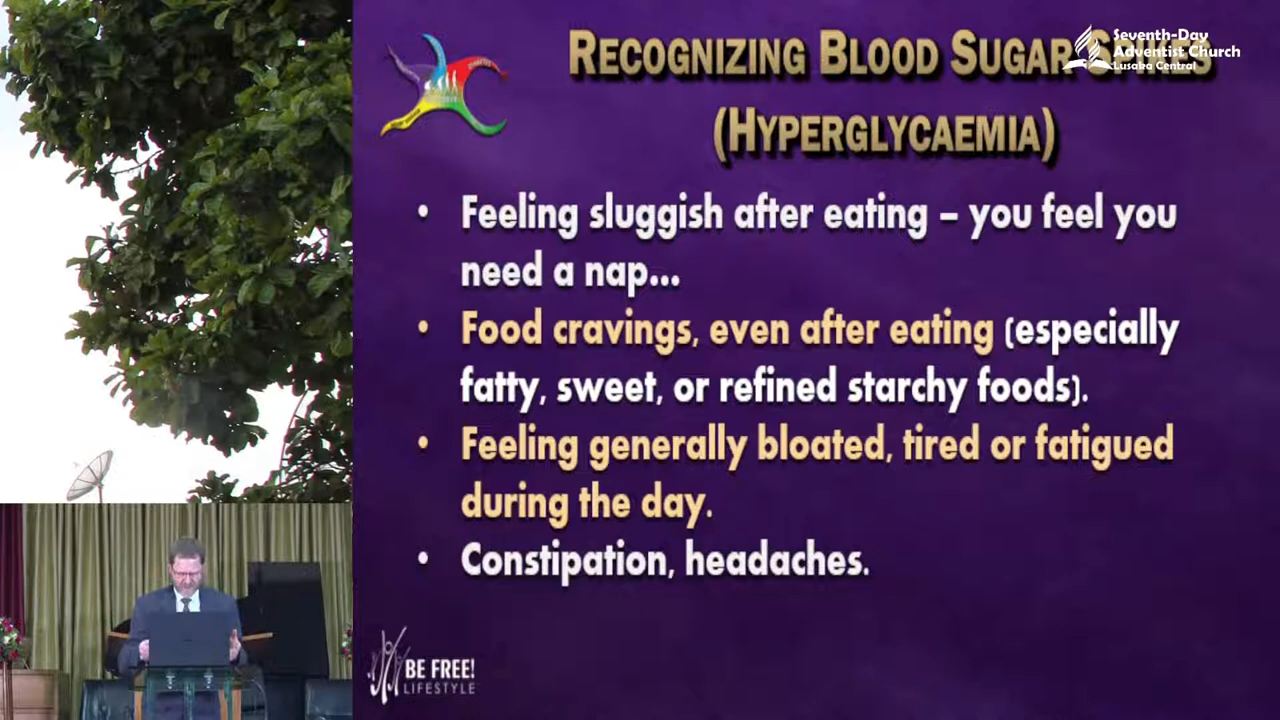 RECOGNIZING BLOOD SUGAR
(HYPERGLYCAEMIA)
Seventh-Day
Adventist Church
Lusaka Central
• Feeling sluggish after eating – you feel you
need a nap...
• Food cravings, even after eating (especially
fatty, sweet, or refined starchy foods).
• Feeling generally bloated, tired or fatigued
during the day.
• Constipation, headaches.
BE FREE!
LIFESTYLE